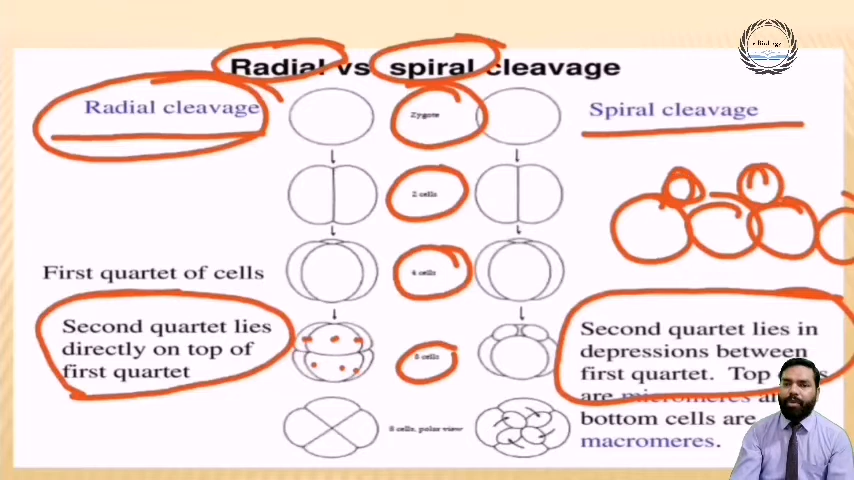 e Biology
Radial vs spiral cleavage
Radial cleavage
Zygote
Spiral cleavage
2 cells
First quartet of cells
4 cells
Second quartet lies
directly on top of
first quartet
8 cells
Second quartet lies in
depressions between
first quartet. Top
are micromeres
bottom cells are
macromeres.
8 cells, polar view